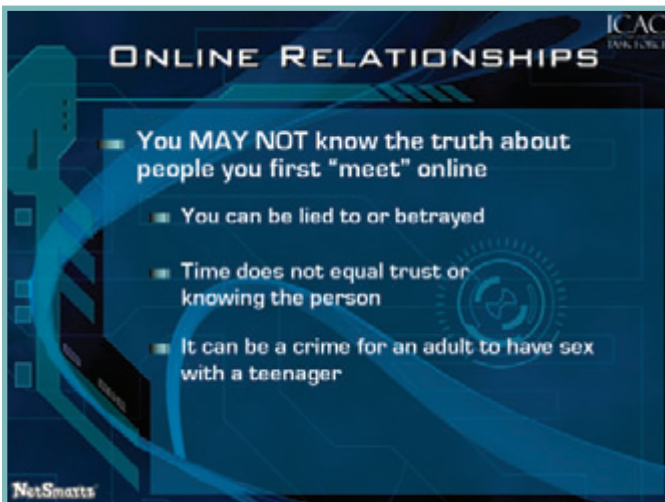 ICAC
TASK FORCE
ONLINE RELATIONSHIPS
You MAY NOT know the truth about
people you first “meet” online
You can be lied to or betrayed
Time does not equal trust or
knowing the person
It can be a crime for an adult to have sex
with a teenager
NetSmartz